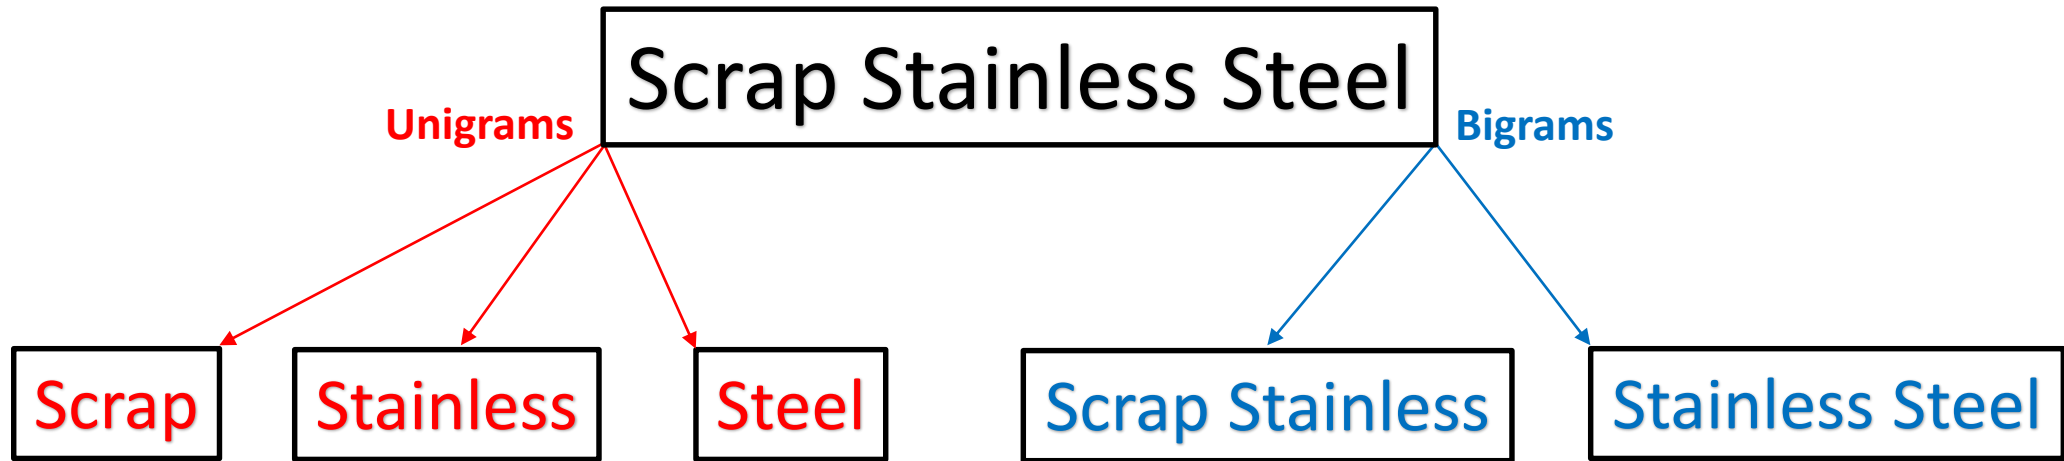 Scrap Stainless Steel
Unigrams
Bigrams
Scrap
Stainless
Steel
Scrap Stainless
Stainless Steel